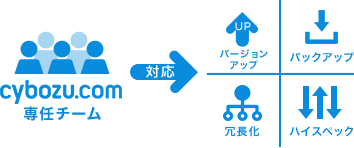 cybozu.com
専任チーム
対応
UP
バージョン
アップ
バックアップ
冗長化
ハイスペック